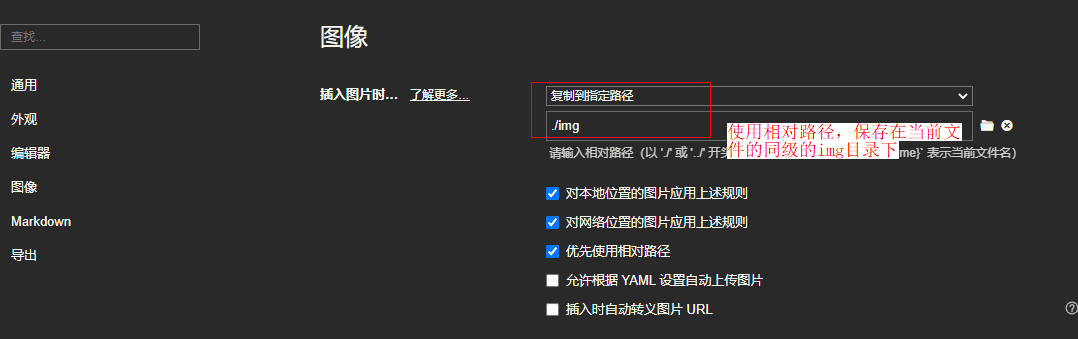 查找...
图像
通用
外观
编辑器
图像
Markdown
导出
插入图片时... 了解更多...
复制到指定路径
./img
使用相对路径，保存在当前文
件的同级的img目录下
请输入相对路径（以 './' 或 '../' 开头 me}` 表示当前文件名）
对本地位置的图片应用上述规则
对网络位置的图片应用上述规则
优先使用相对路径
允许根据 YAML 设置自动上传图片
插入时自动转义图片 URL